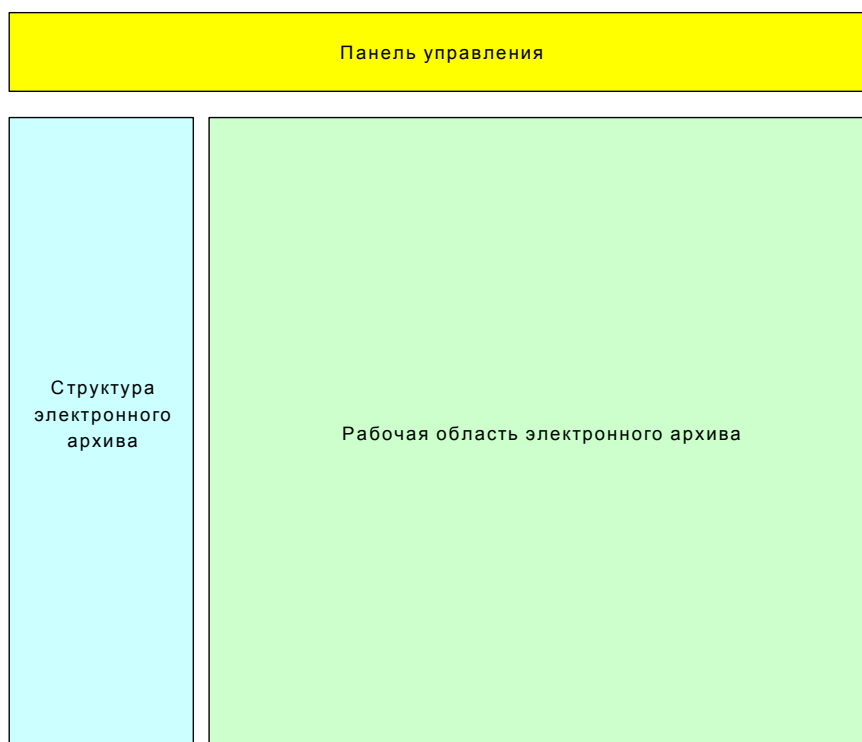 Панель управления
Структура
электронного
архива
Рабочая область электронного архива